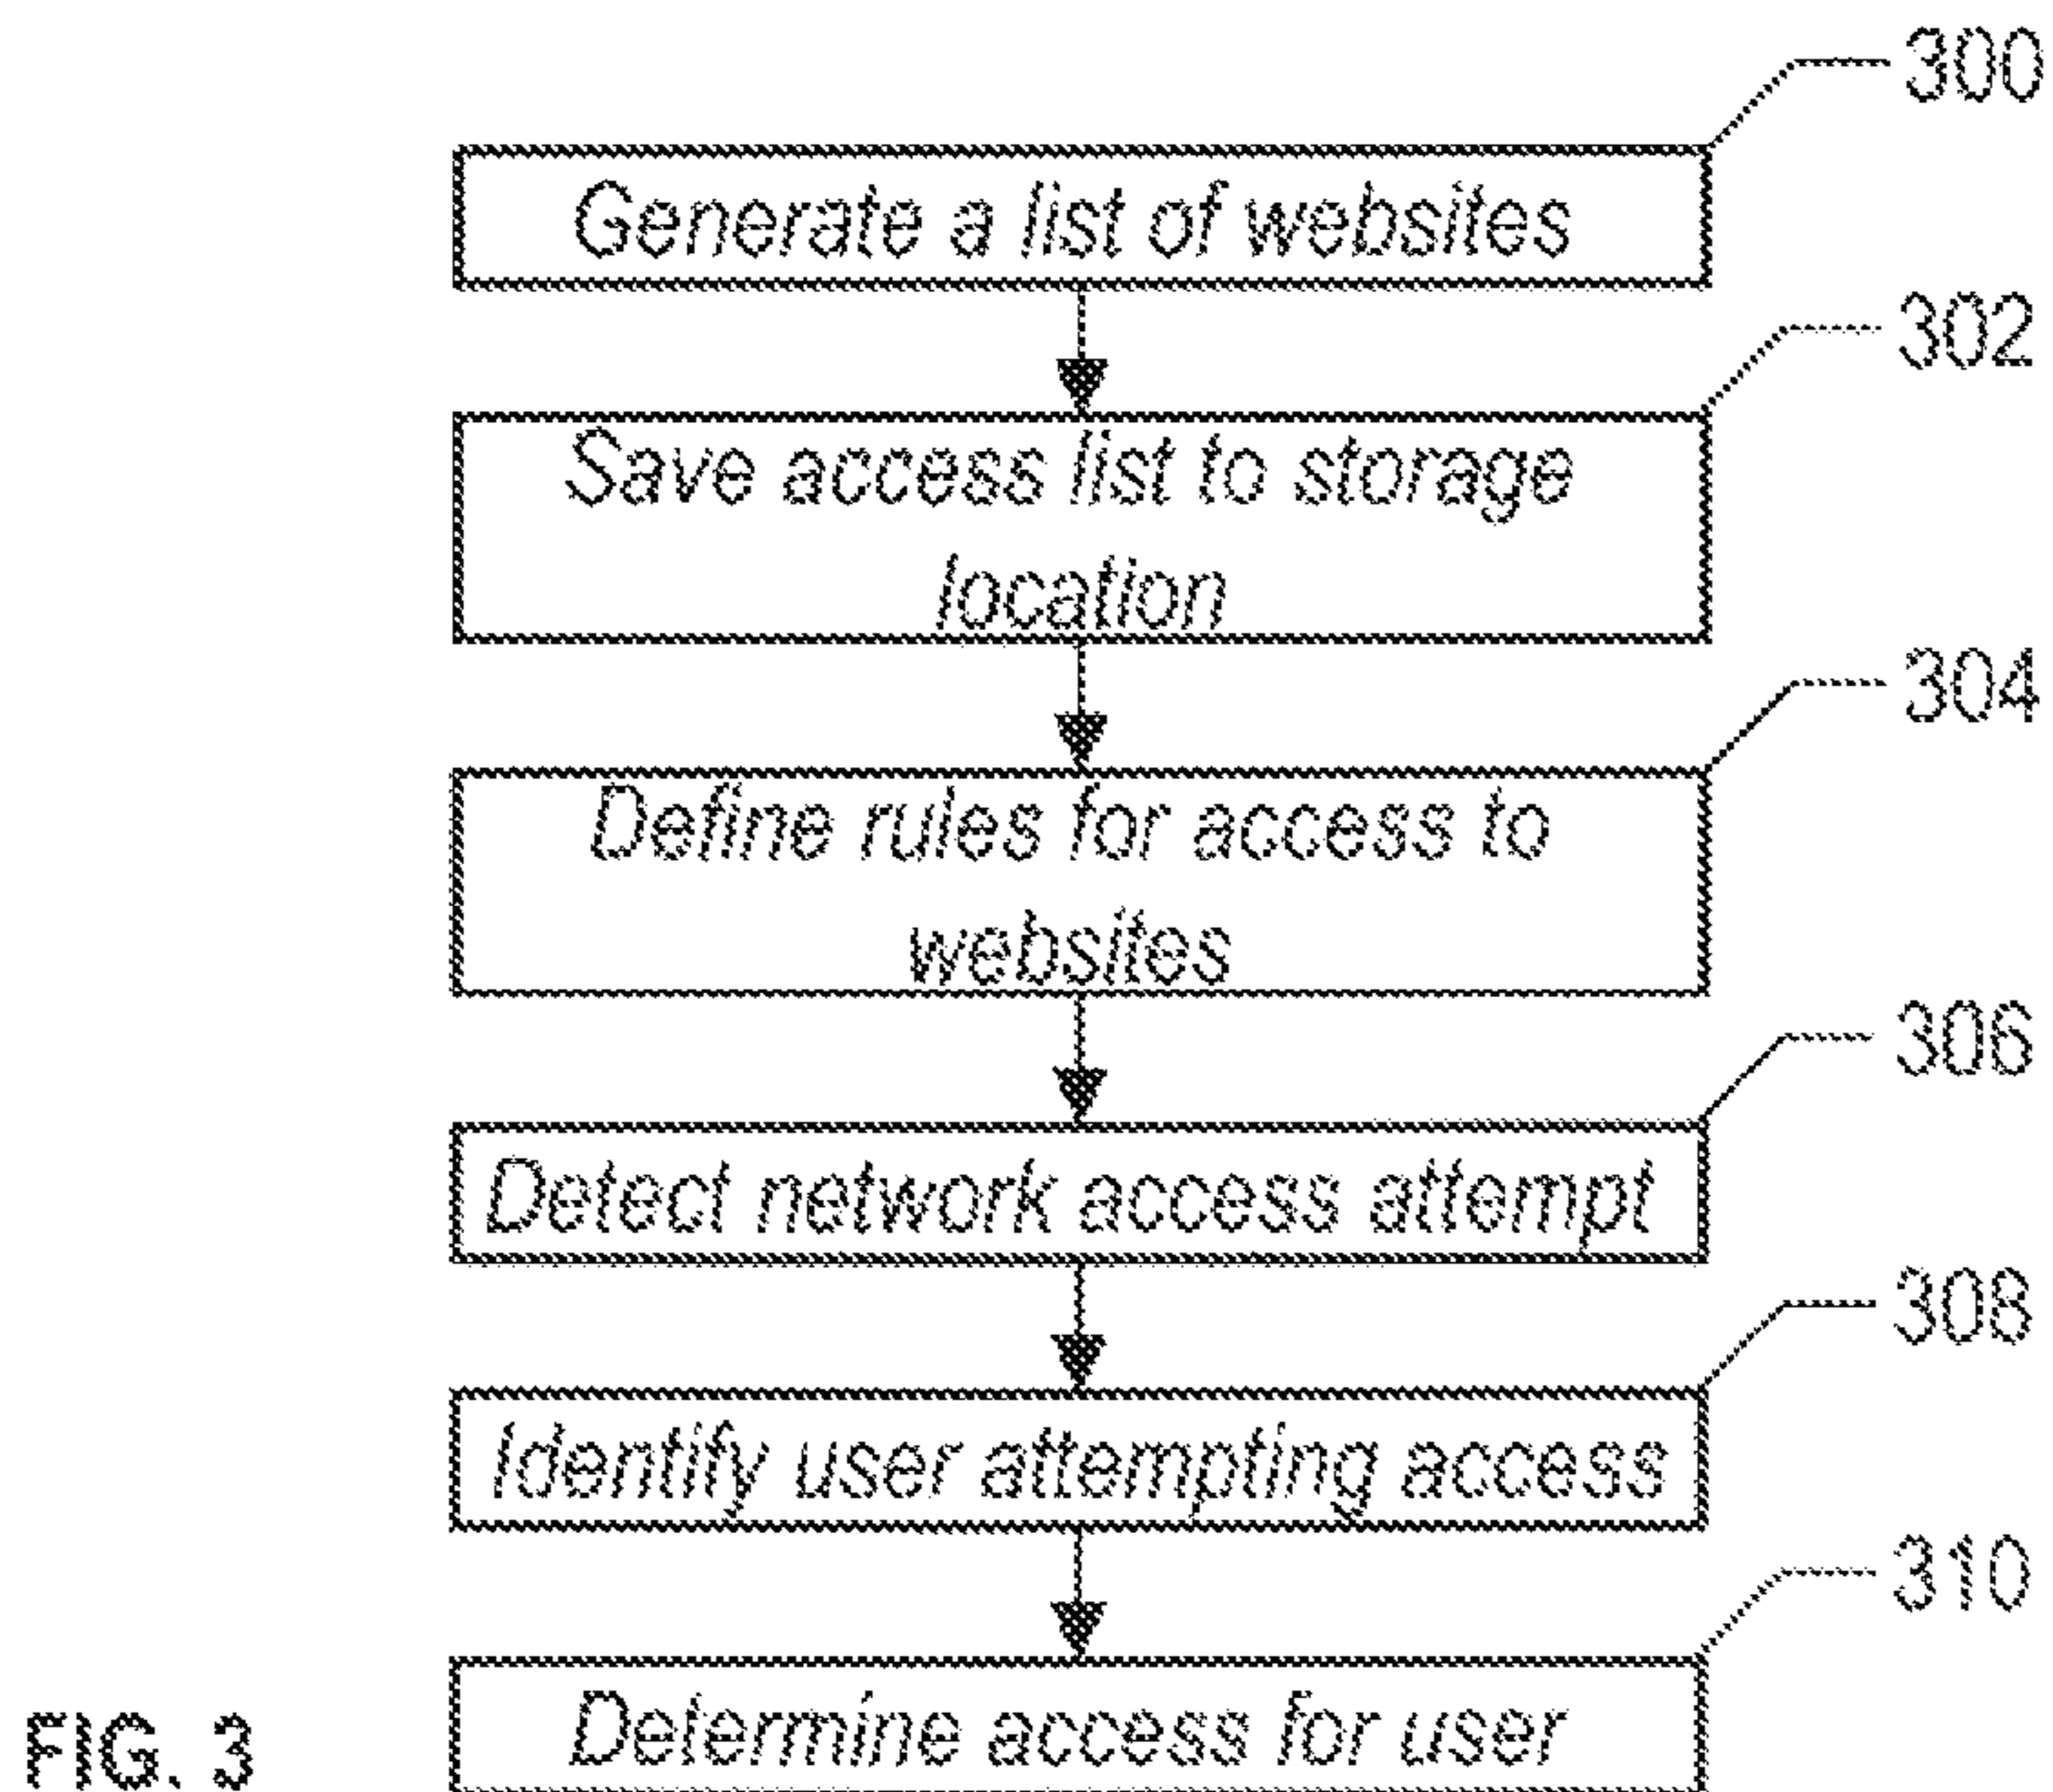 300
Generate a list of websites
302
Save access list to storage
location
304
Define rules for access to
websites
306
Detect network access attempt
308
Identify user attempting access
310
Determine access for user
FIG. 3